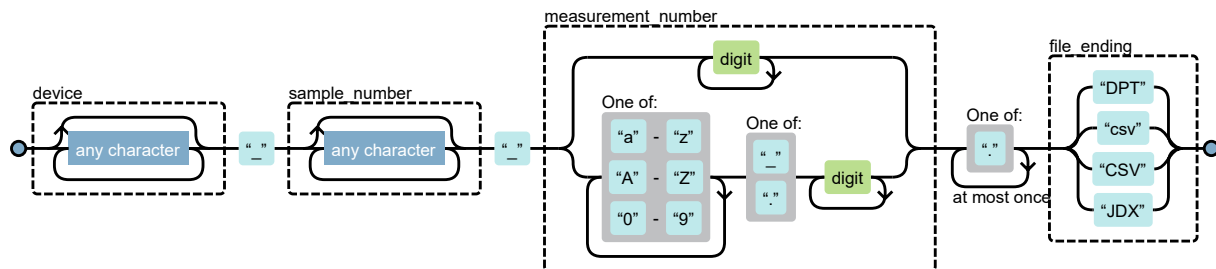 measurement_number
file_ending
device
sample_number
digit
One of:
“a” - “z”
“A” - “Z”
“0” - “9”
One of:
“_”
“.”
digit
any character
“_”
any character
“_”
One of:
“.”
at most once
“DPT”
“csv”
“CSV”
“JDX”